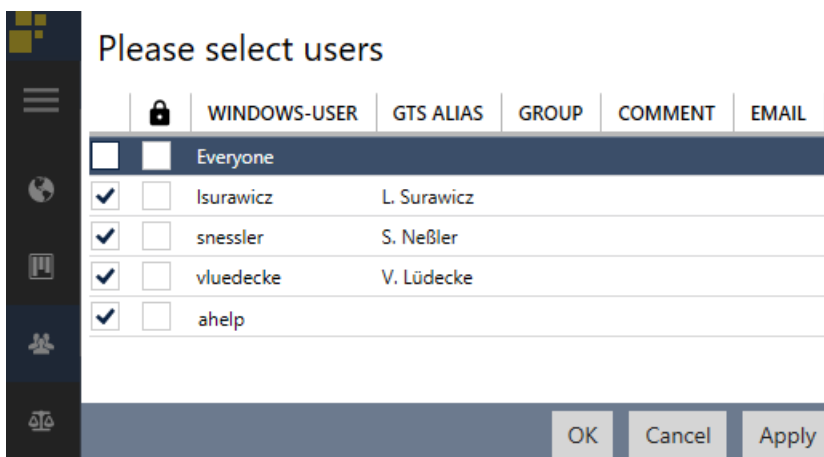 Please select users
WINDOWS-USER GTS ALIAS GROUP COMMENT EMAIL
Everyone
lsurawicz L. Surawicz
snessler S. Neßler
vluedecke V. Lüdecke
ahelp
OK Cancel Apply